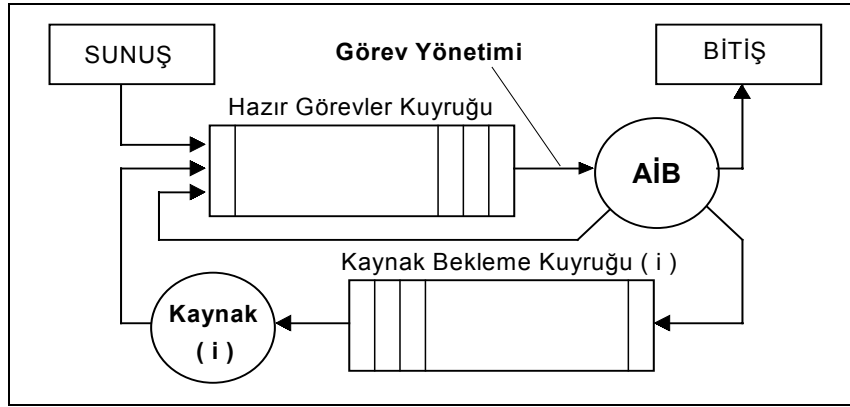 SUNUŞ
Görev Yönetimi
BİTİŞ
Hazır Görevler Kuyruğu
AİB
Kaynak Bekleme Kuyruğu ( i )
Kaynak
( i )